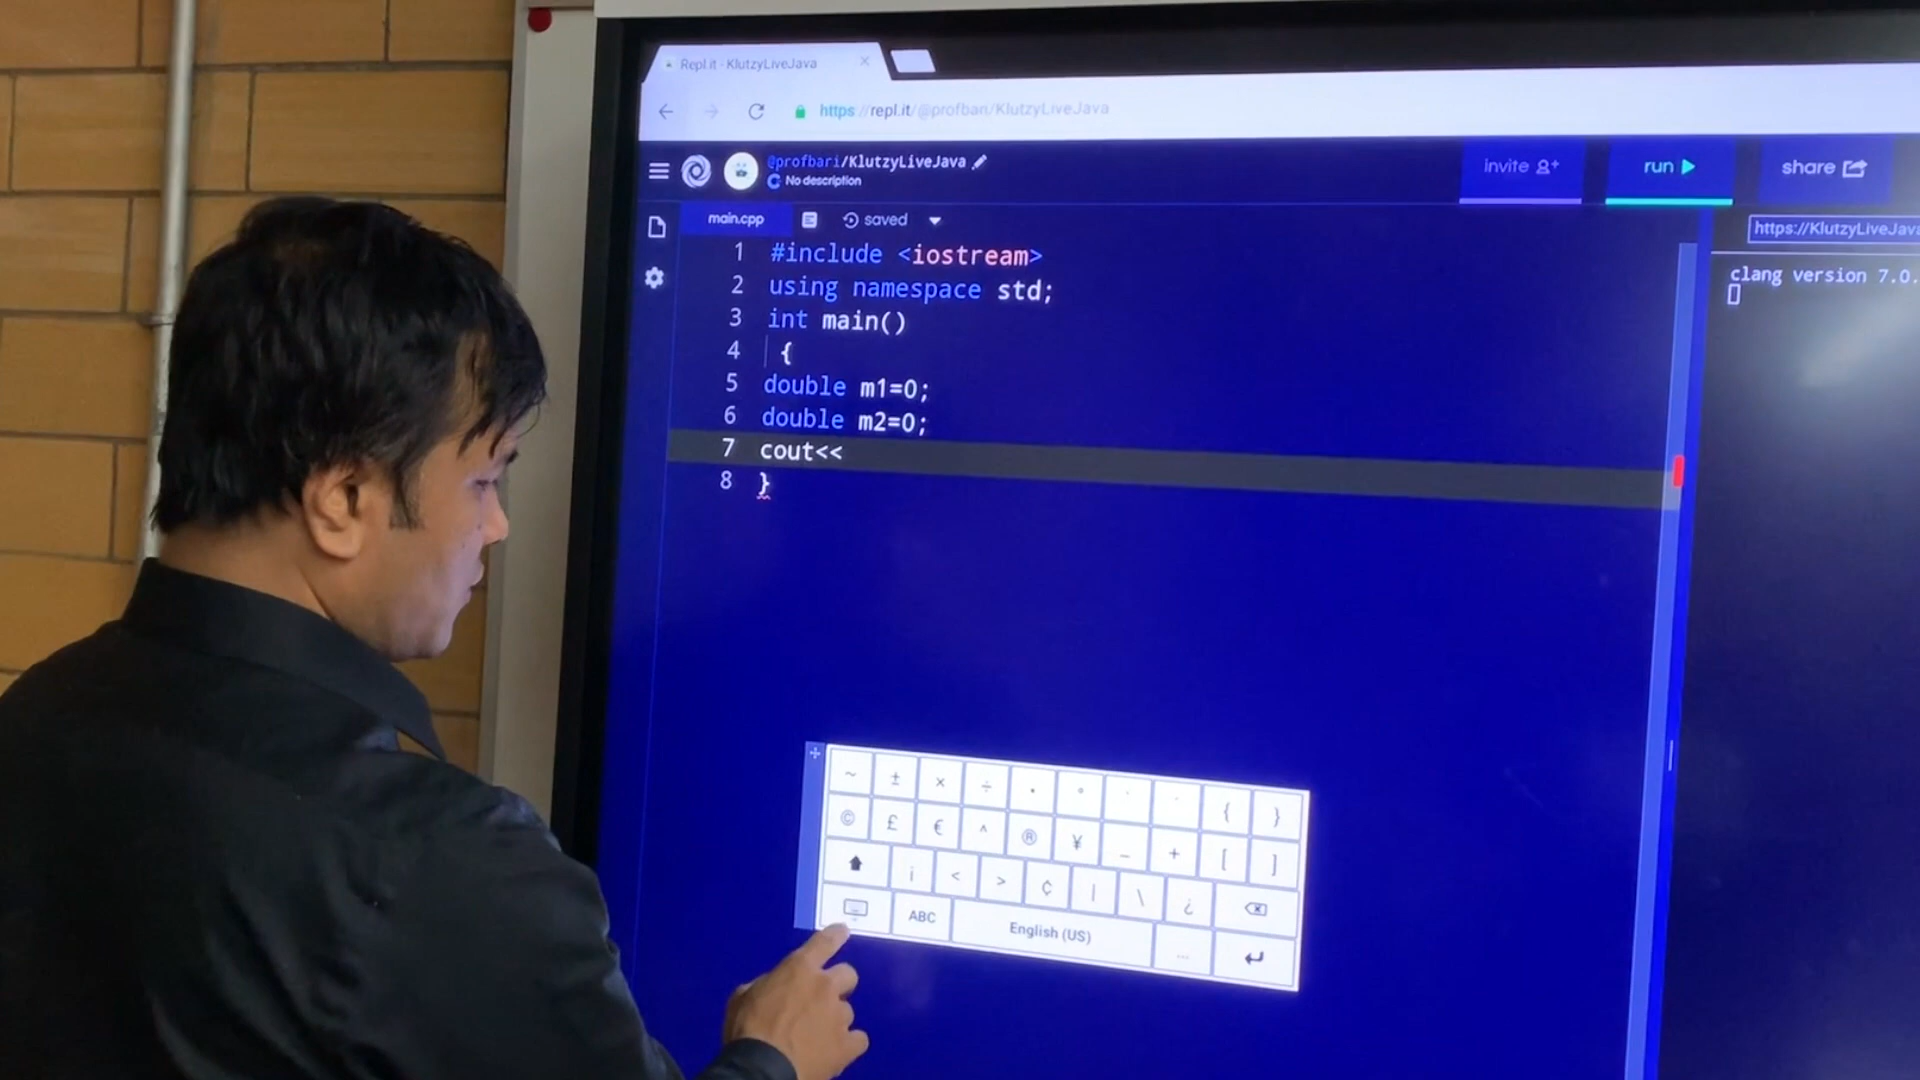 Repl.it - KlutzyLiveJava
https://repl.it/@profbari/KlutzyLiveJava
@profbari/KlutzyLiveJava
No description
invite
run
share
main.cpp
saved
https://KlutzyLiveJava
1 #include <iostream>
2 using namespace std;
3 int main()
4 {
5 double m1=0;
6 double m2=0;
7 cout<<
8 }
clang version 7.0.
~ ± × ÷ { }
© £ € ^ ® ¥ _ + [ ]
¡ < > ¢ | \ ¿
ABC English (US) ...